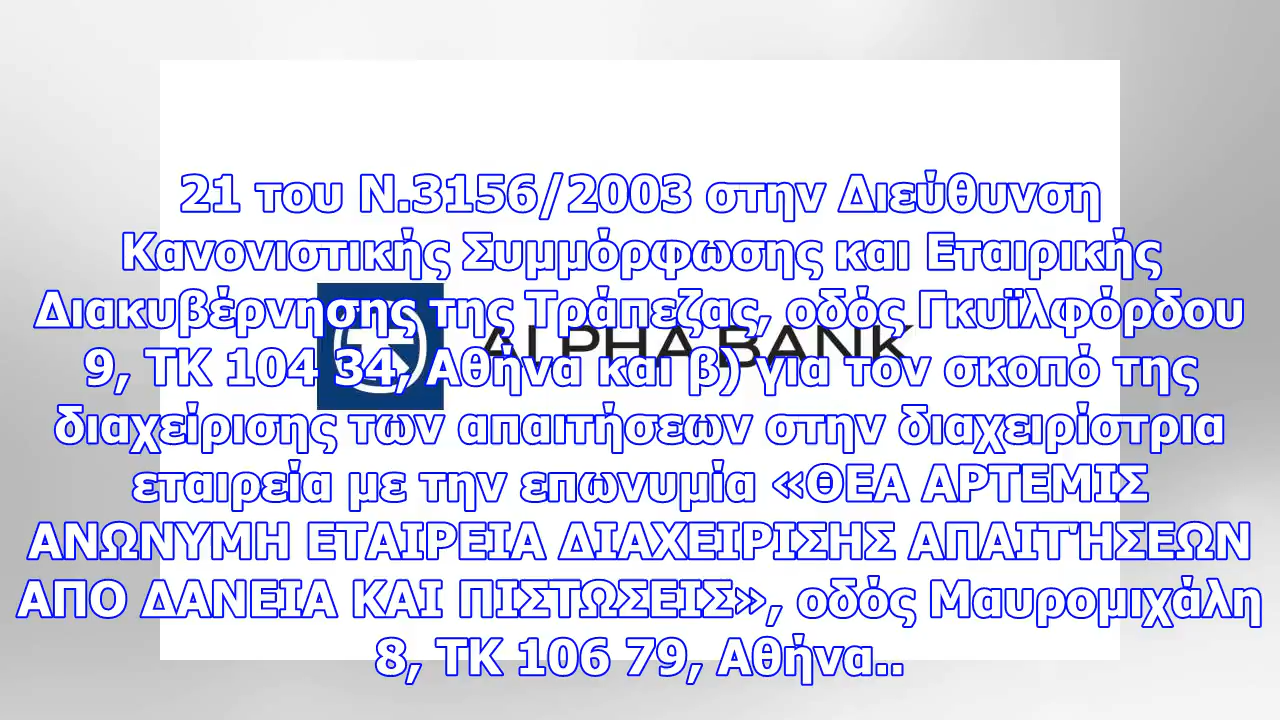 21 του Ν.3156/2003 στην Διεύθυνση
Κανονιστικής Συμμόρφωσης και Εταιρικής
Διακυβέρνησης της Τράπεζας, οδός Γκυϊλφόρδου
ALPHA BANK
9, ΤΚ 104 34, Αθήνα και β) για τον σκοπό της
διαχείρισης των απαιτήσεων στην διαχειρίστρια
εταιρεία με την επωνυμία «ΘΕΑ ΑΡΤΕΜΙΣ
ΑΝΩΝΥΜΗ ΕΤΑΙΡΕΙΑ ΔΙΑΧΕΙΡΙΣΗΣ ΑΠΑΙΤΉΣΕΩΝ
ΑΠΟ ΔΑΝΕΙΑ ΚΑΙ ΠΙΣΤΩΣΕΙΣ», οδός Μαυρομιχάλη
8, ΤΚ 106 79, Αθήνα..